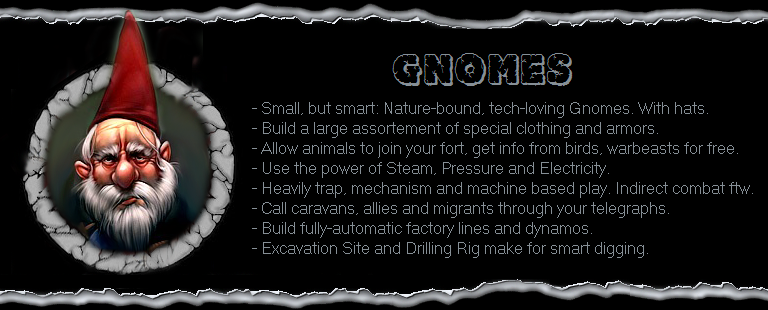 GNOMES
- Small, but smart: Nature-bound, tech-loving Gnomes. With hats.
- Build a large assortement of special clothing and armors.
- Allow animals to join your fort, get info from birds, warbeasts for free.
- Use the power of Steam, Pressure and Electricity.
- Heavily trap, mechanism and machine based play. Indirect combat ftw.
- Call caravans, allies and migrants through your telegraphs.
- Build fully-automatic factory lines and dynamos.
- Excavation Site and Drilling Rig make for smart digging.